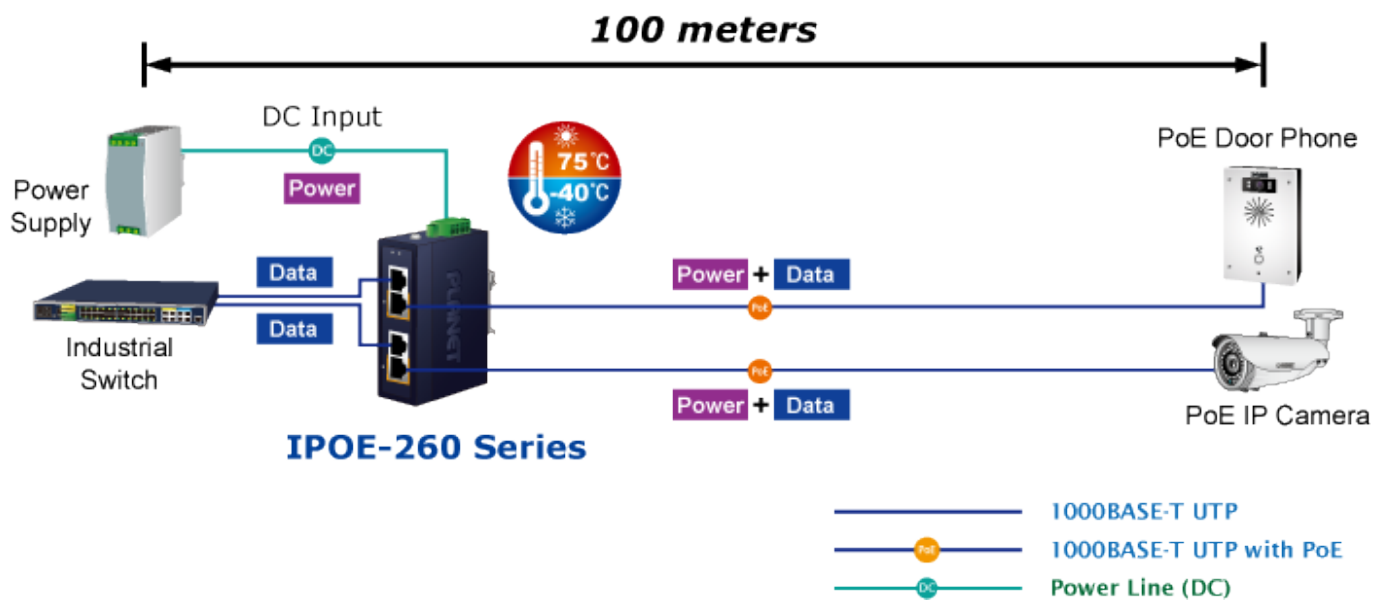 100 meters
DC Input
DC
Power
Power
Supply
75°C
-40°C
PoE Door Phone
Data
Data
Industrial
Switch
PLANET
Power + Data
PoE
PoE
Power + Data
PoE IP Camera
IPOE-260 Series
1000BASE-T UTP
PoE
1000BASE-T UTP with PoE
DC
Power Line (DC)